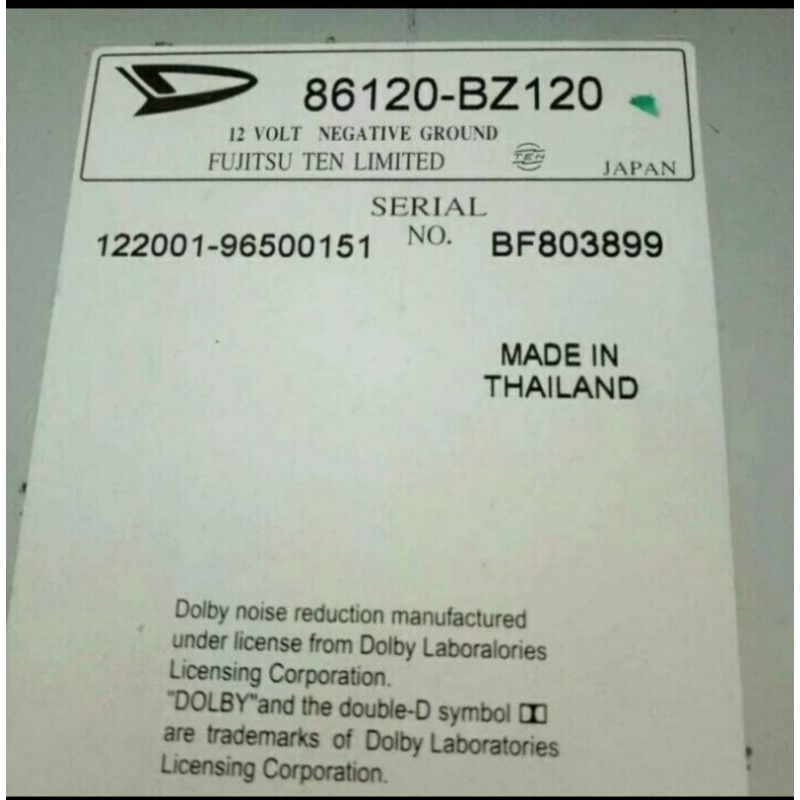 86120-BZ120
12 VOLT NEGATIVE GROUND
FUJITSU TEN LIMITED TEN JAPAN
SERIAL
122001-96500151 NO. BF803899
MADE IN
THAILAND
Dolby noise reduction manufactured
under license from Dolby Laboralories
Licensing Corporation.
"DOLBY"and the double-D symbol
are trademarks of Dolby Laboratories
Licensing Corporation.